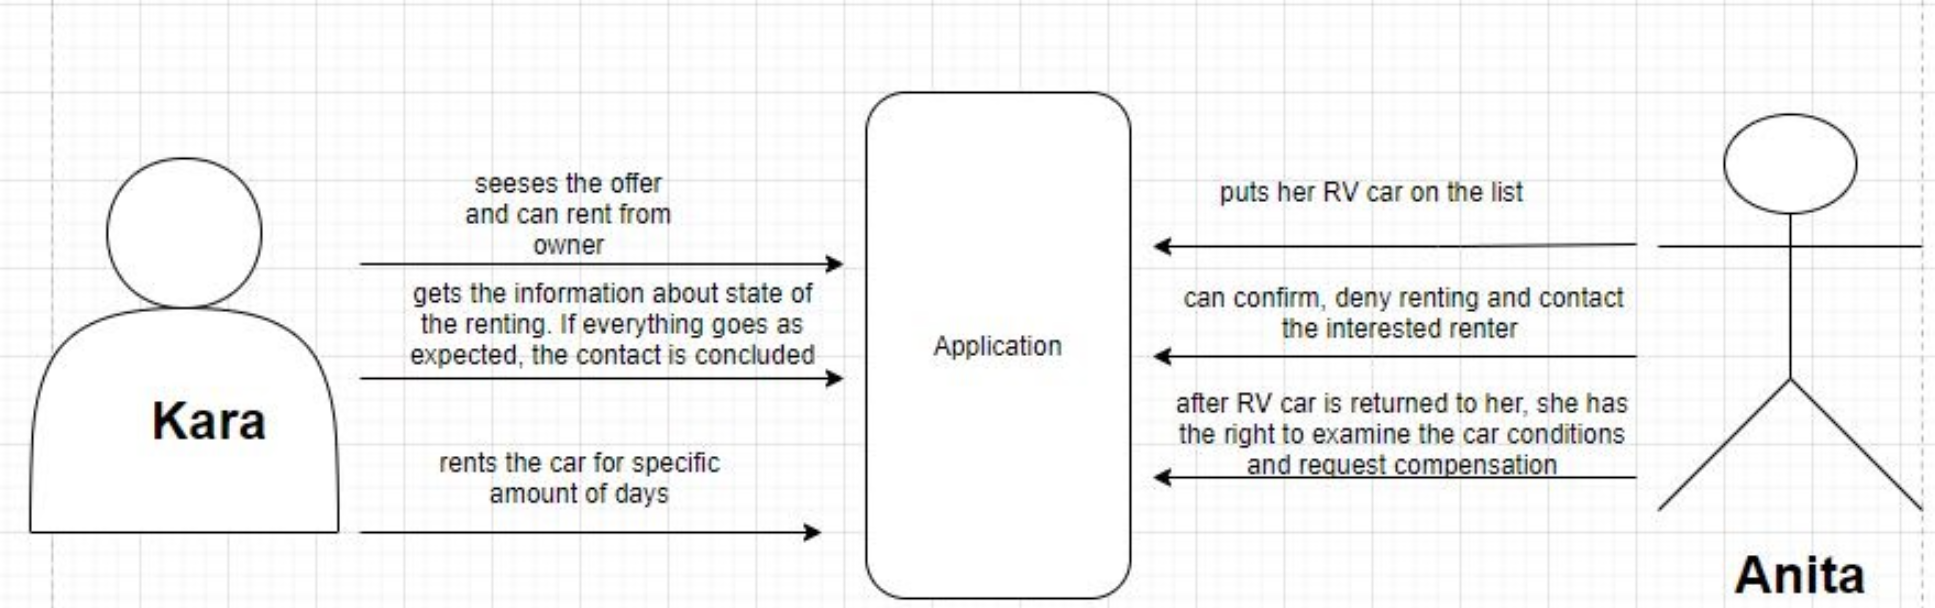 seeses the offer
and can rent from
owner
gets the information about state of
the renting. If everything goes as
expected, the contact is concluded
Kara
rents the car for specific
amount of days
Application
puts her RV car on the list
can confirm, deny renting and contact
the interested renter
after RV car is returned to her, she has
the right to examine the car conditions
and request compensation
Anita